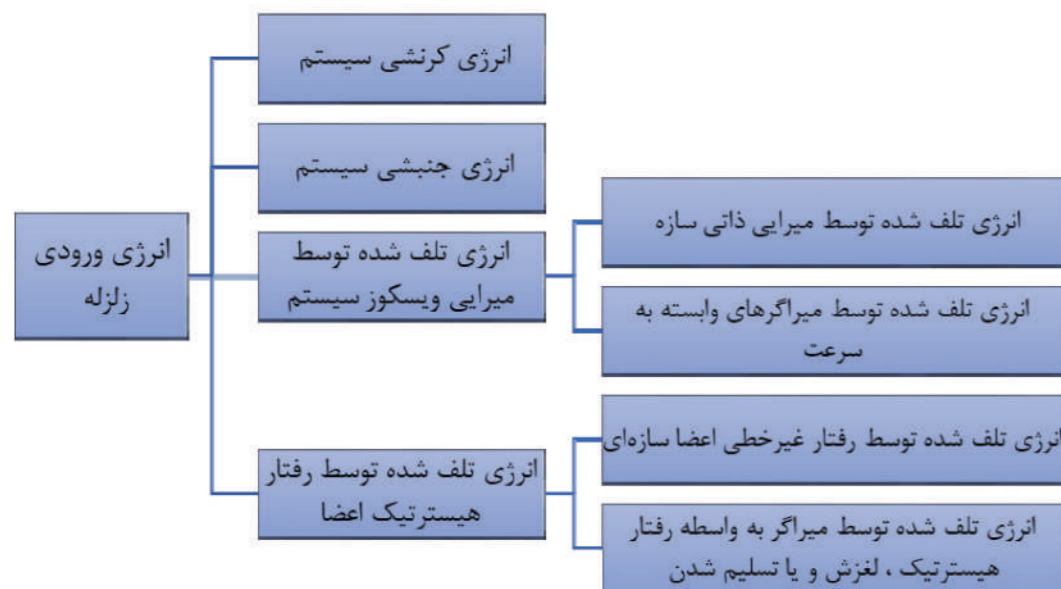 انرژی ورودی
زلزله
انرژی کرنشی سیستم
انرژی جنبشی سیستم
انرژی تلف شده توسط
میرایی ویسکوز سیستم
انرژی تلف شده توسط میرایی ذاتی سازه
انرژی تلف شده توسط میراگرهای وابسته به
سرعت
انرژی تلف شده توسط رفتار
هیسترتیک اعضا
انرژی تلف شده توسط رفتار غیرخطی اعضا سازه‌ای
انرژی تلف شده توسط میراگر به واسطه رفتار
هیسترتیک ، لغزش و یا تسلیم شدن